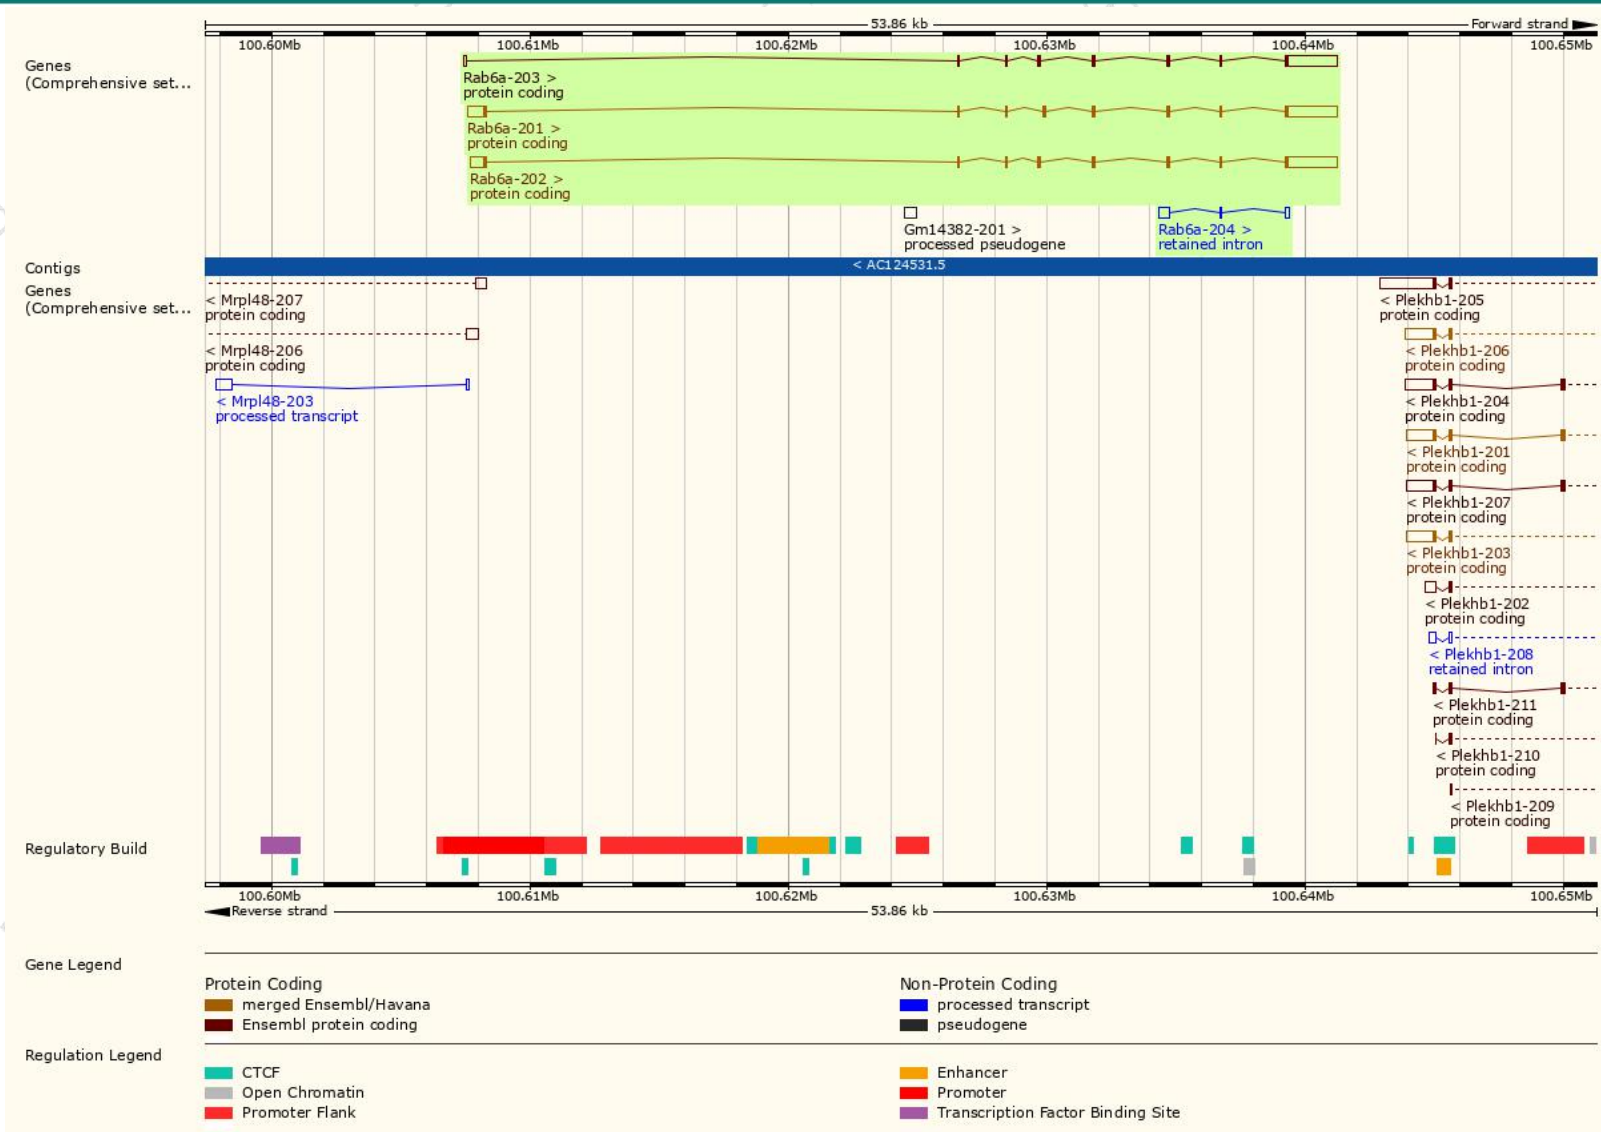 53.86 kb
Forward strand
100.60Mb 100.61Mb 100.62Mb 100.63Mb 100.64Mb 100.65Mb
Genes
(Comprehensive set...
Rab6a-203 >
protein coding
Rab6a-201 >
protein coding
Rab6a-202 >
protein coding
Gm14382-201 >
processed pseudogene
Rab6a-204 >
retained intron
Contigs
< AC124531.5
Genes
(Comprehensive set...
< Mrpl48-207
protein coding
< Mrpl48-206
protein coding
< Mrpl48-203
processed transcript
< Plekhb1-205
protein coding
< Plekhb1-206
protein coding
< Plekhb1-204
protein coding
< Plekhb1-201
protein coding
< Plekhb1-207
protein coding
< Plekhb1-203
protein coding
< Plekhb1-202
protein coding
< Plekhb1-208
retained intron
< Plekhb1-211
protein coding
< Plekhb1-210
protein coding
< Plekhb1-209
protein coding
Regulatory Build
100.60Mb 100.61Mb 100.62Mb 100.63Mb 100.64Mb 100.65Mb
Reverse strand
53.86 kb
Gene Legend
Protein Coding
merged Ensembl/Havana
Ensembl protein coding
Non-Protein Coding
processed transcript
pseudogene
Regulation Legend
CTCF
Open Chromatin
Promoter Flank
Enhancer
Promoter
Transcription Factor Binding Site